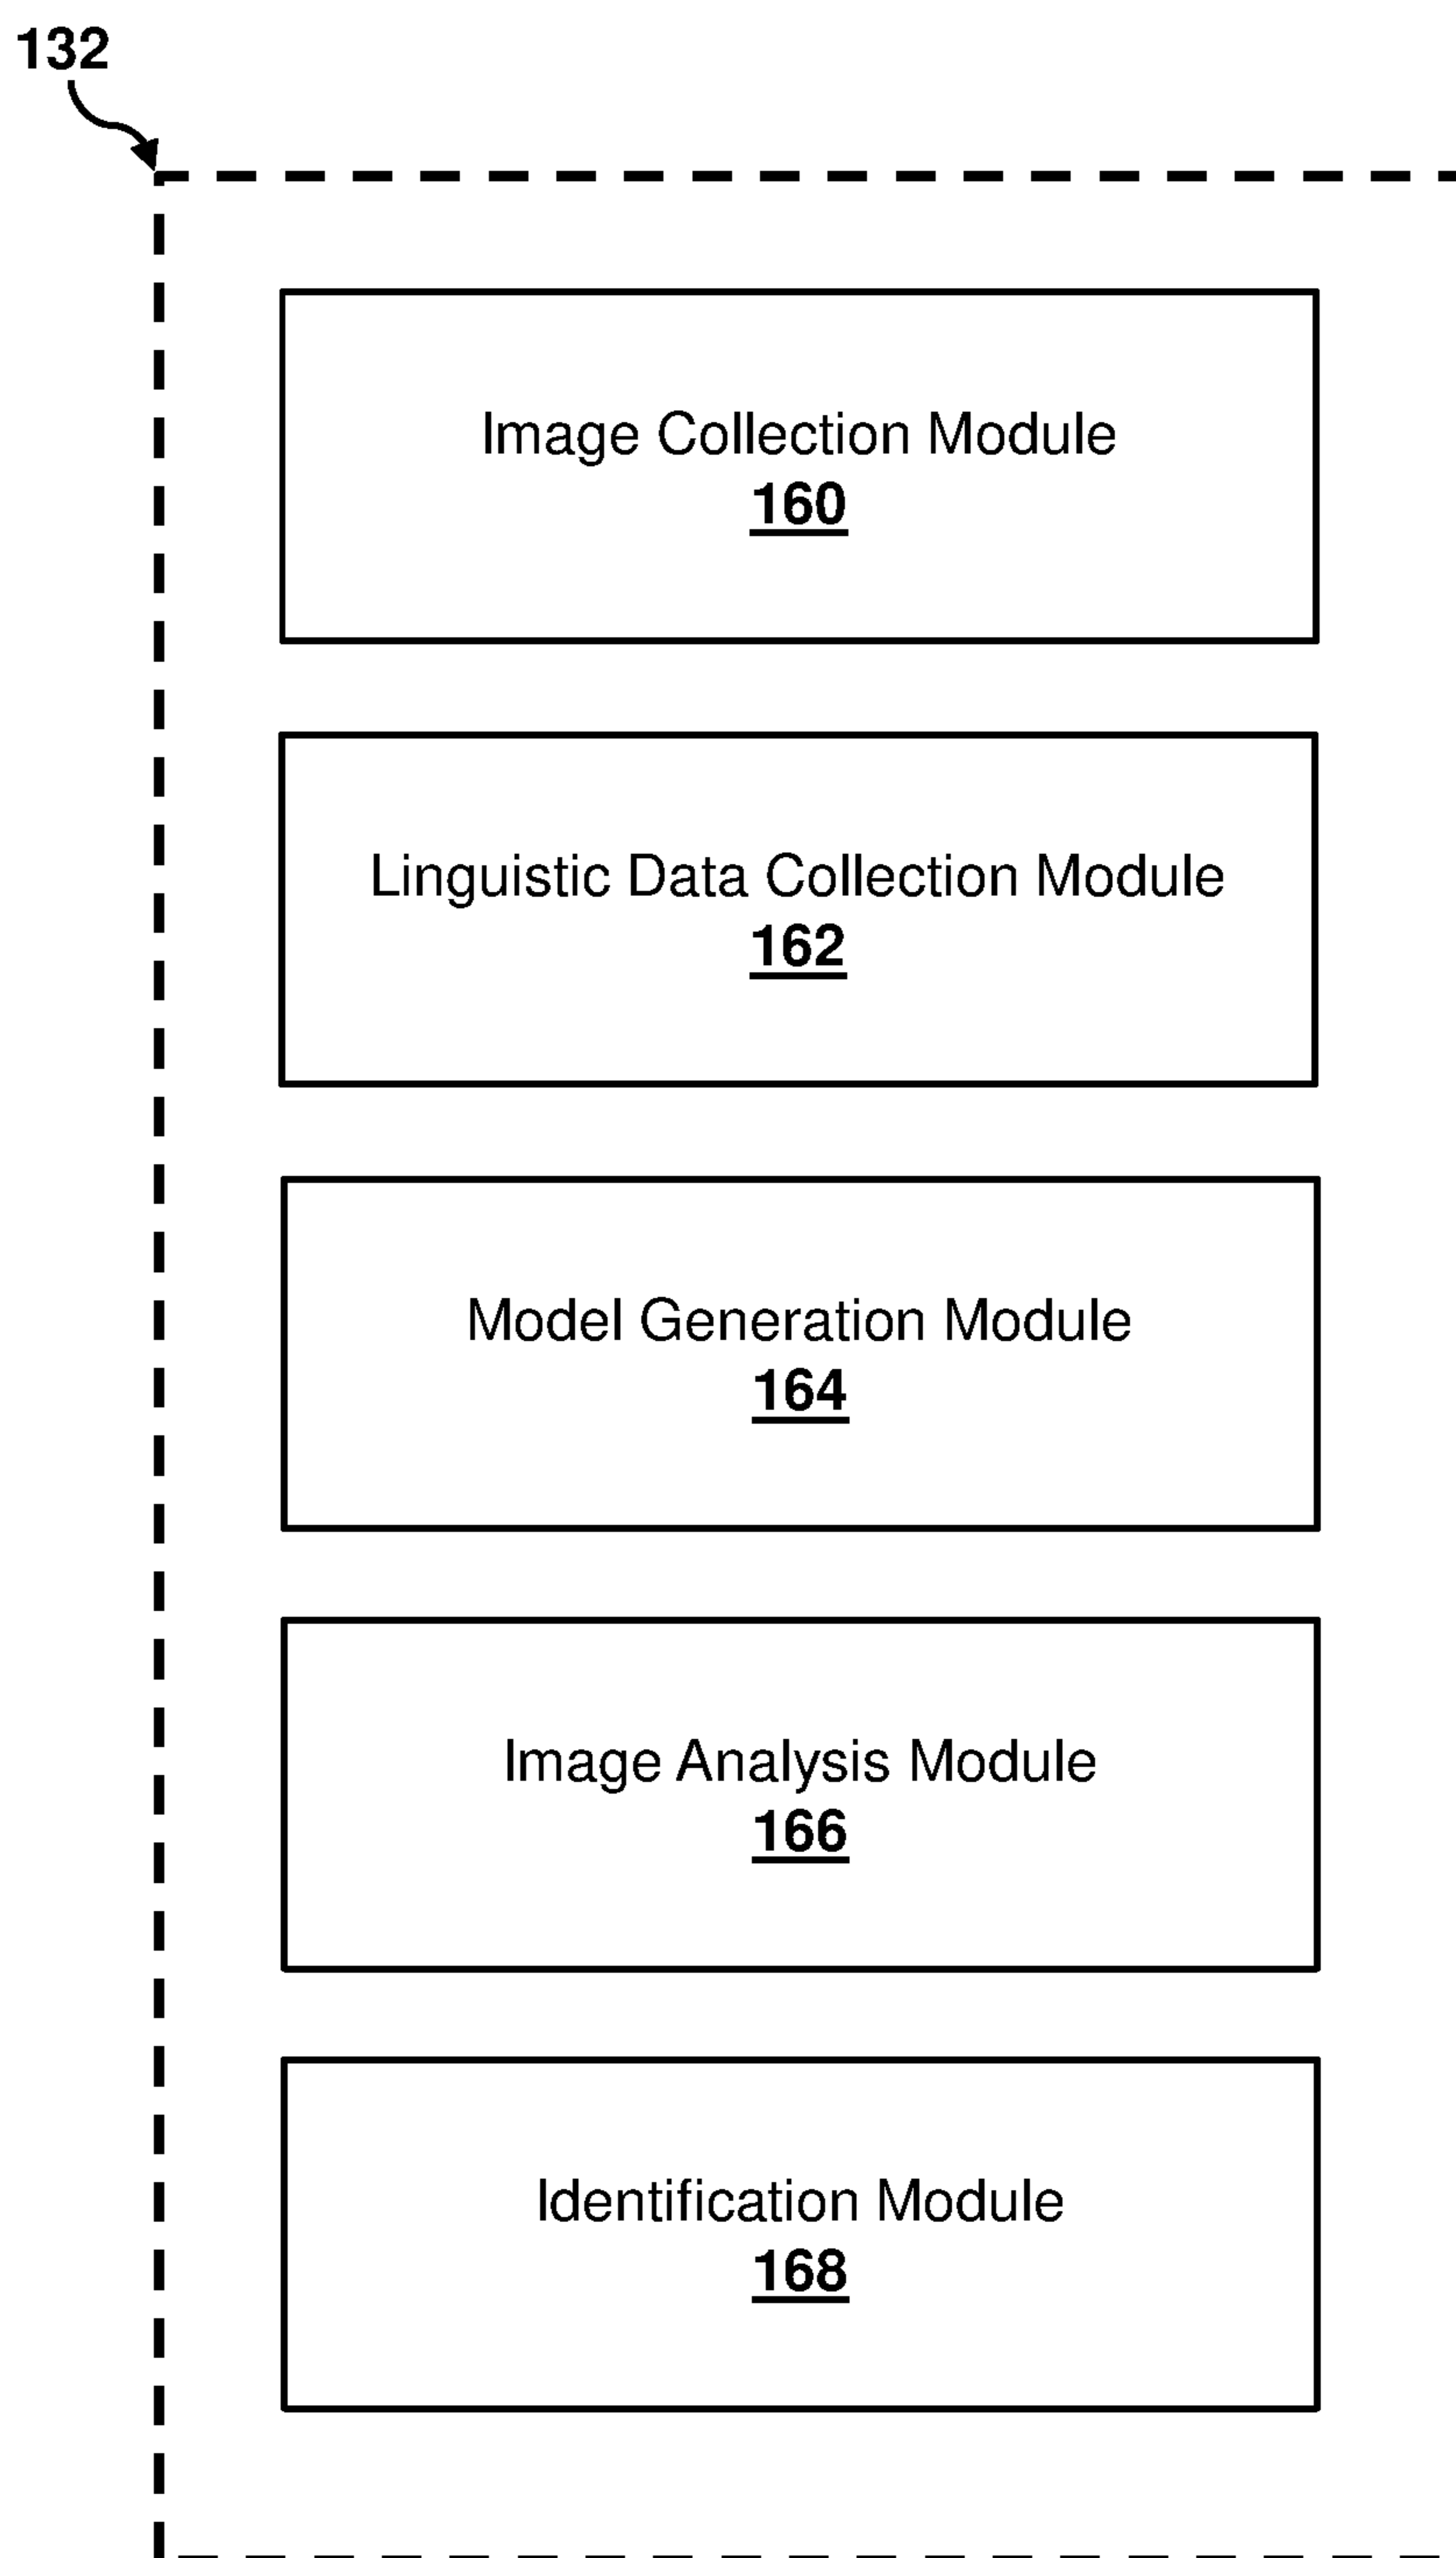 132
Image Collection Module
160
Linguistic Data Collection Module
162
Model Generation Module
164
Image Analysis Module
166
Identification Module
168